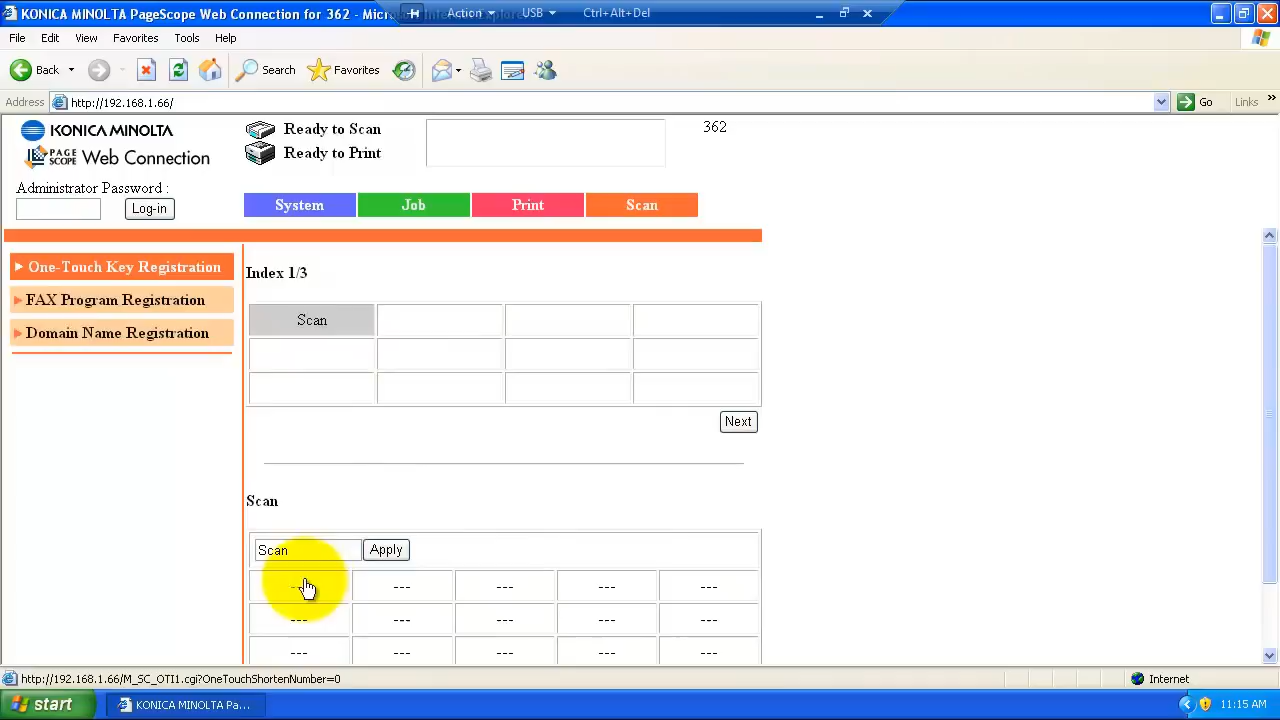 KONICA MINOLTA PageScope Web Connection for 362 - Mic
Action
USB
Ctrl+Alt+Del
File Edit View Favorites Tools Help
Back
Search
Favorites
Address
http://192.168.1.66/
Go
Links
KONICA MINOLTA
PAGE SCOPE Web Connection
Ready to Scan
Ready to Print
362
Administrator Password :
Log-in
System
Job
Print
Scan
One-Touch Key Registration
FAX Program Registration
Domain Name Registration
Index 1/3
Scan
Next
Scan
Scan
Apply
--- --- --- --- ---
--- --- --- --- ---
--- --- --- --- ---
http://192.168.1.66/M_SC_OTI1.cgi?OneTouchShortenNumber=0
Internet
start
KONICA MINOLTA Pa...
11:15 AM